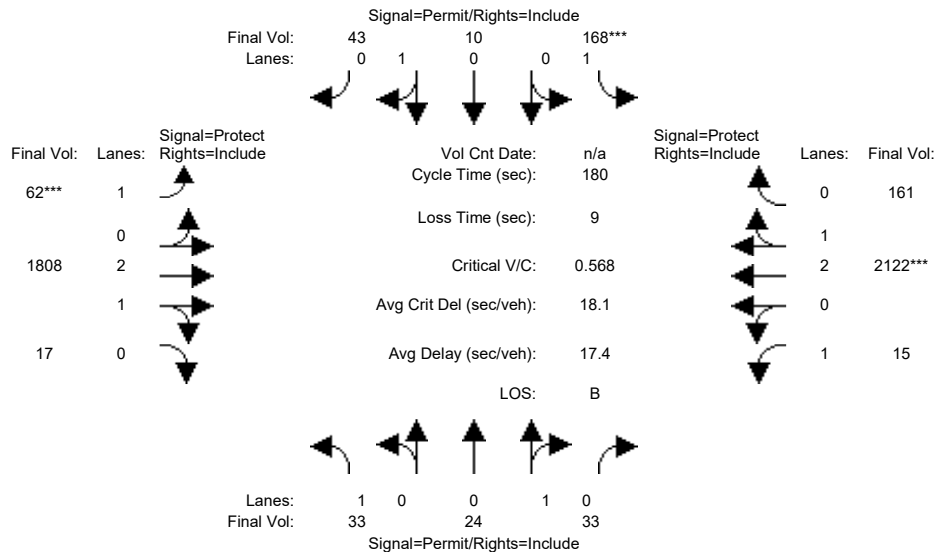 Signal=Permit/Rights=Include
Final Vol: 43 10 168***
Lanes: 0 1 0 0 1
Signal=Protect Signal=Protect
Final Vol: Lanes: Rights=Include Vol Cnt Date: n/a Rights=Include Lanes: Final Vol:
Cycle Time (sec): 180
62*** 1 0 161
Loss Time (sec): 9
0 1
1808 2 Critical V/C: 0.568 2 2122***
1 Avg Crit Del (sec/veh): 18.1 0
17 0 Avg Delay (sec/veh): 17.4 1 15
LOS: B
Lanes: 1 0 0 1 0
Final Vol: 33 24 33
Signal=Permit/Rights=Include